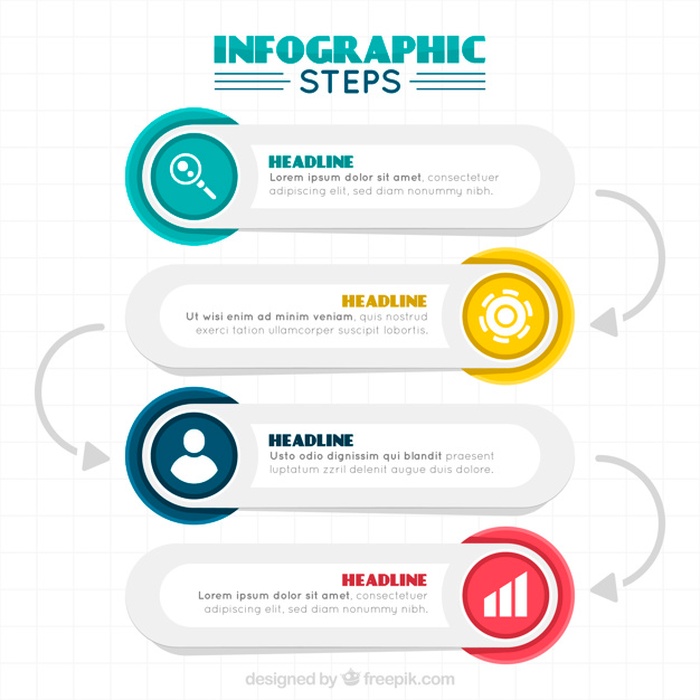 INFOGRAPHIC
STEPS
HEADLINE
Lorem ipsum dolor sit amet, consectetuer
adipiscing elit, sed diam nonummy nibh.
HEADLINE
Ut wisi enim ad minim veniam, quis nostrud
exerci tation ullamcorper suscipit lobortis.
HEADLINE
Usto odio dignissim qui blandit praesent
luptatum zzril delenit augue duis dolore.
HEADLINE
Lorem ipsum dolor sit amet, consectetuer
adipiscing elit, sed diam nonummy nibh.
designed by freepik.com